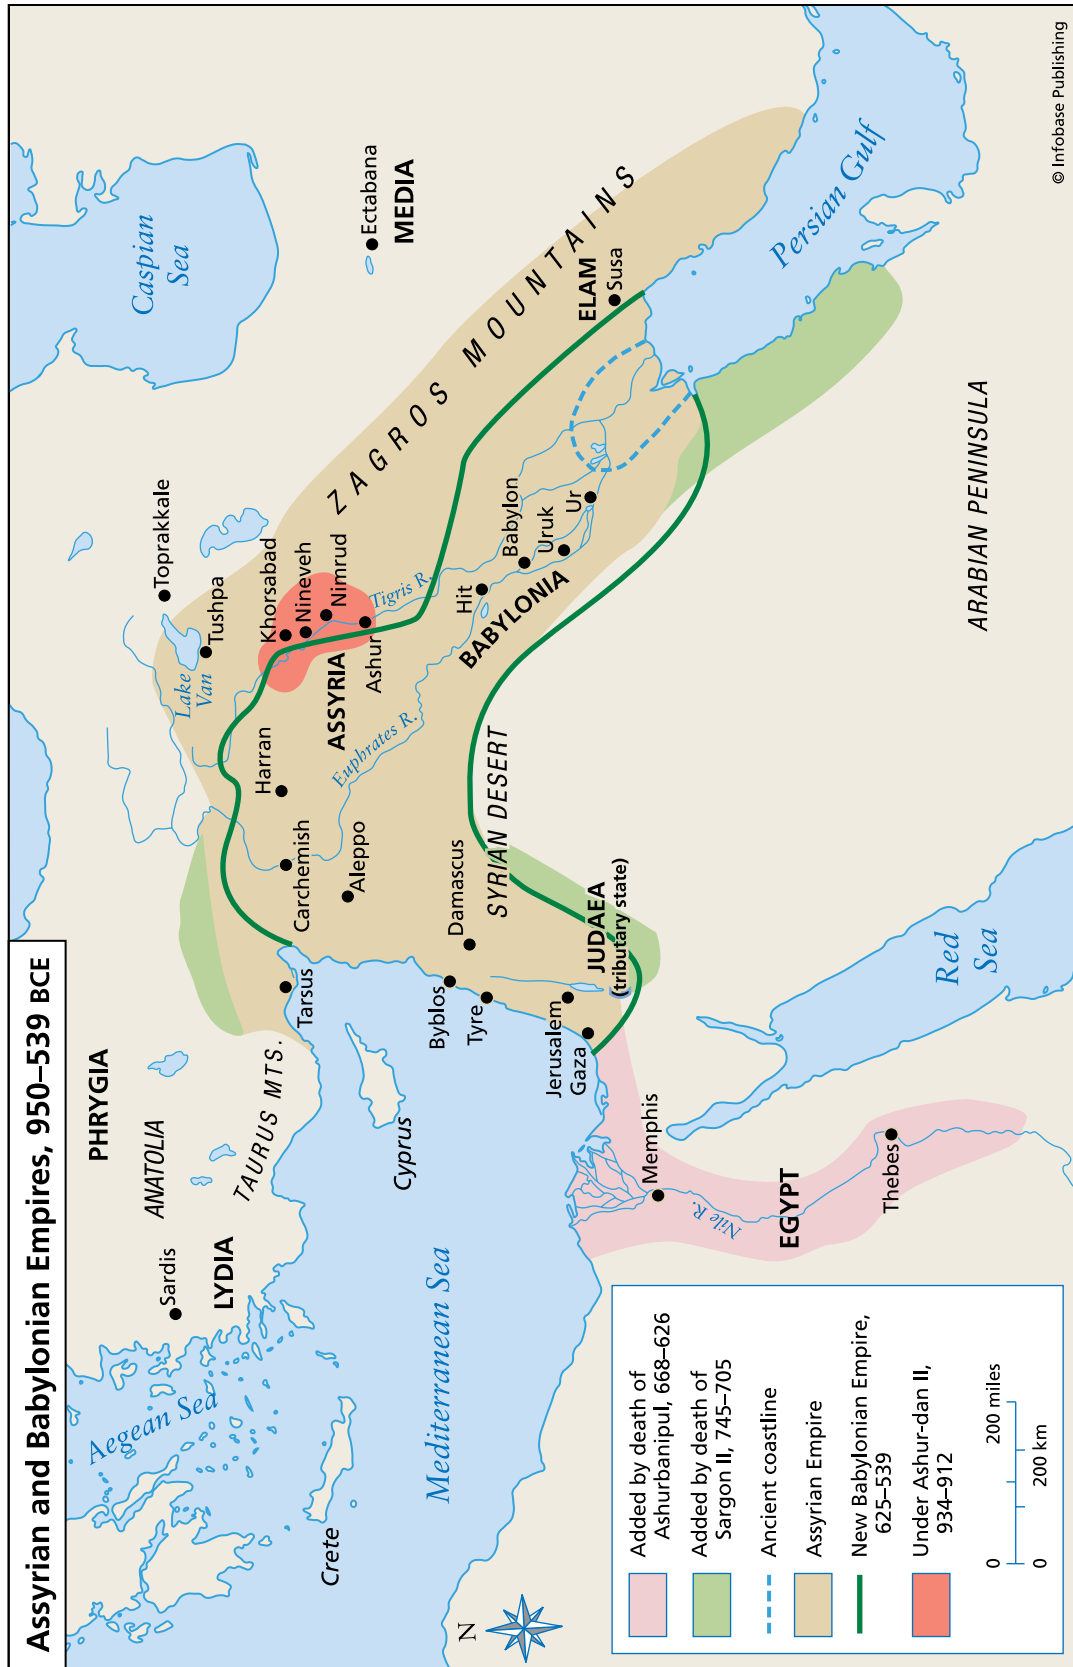 Assyrian and Babylonian Empires, 950–539 BCE
Caspian
Sea
Ectabana
MEDIA
ZAGROS MOUNTAINS
ELAM
Susa
Persian Gulf
Toprakkale
Tushpa
Lake
Van
Khorsabad
Nineveh
Nimrud
Ashur
ASSYRIA
Tigris R.
Euphrates R.
Hit
Babylon
Uruk
Ur
BABYLONIA
Harran
Carchemish
Aleppo
Damascus
SYRIAN DESERT
ARABIAN PENINSULA
JUDAEA
(tributary state)
Tarsus
Byblos
Tyre
Jerusalem
Gaza
Red
Sea
PHRYGIA
ANATOLIA
TAURUS MTS.
Cyprus
Sardis
LYDIA
Aegean Sea
Crete
Mediterranean Sea
Memphis
Nile R.
EGYPT
Thebes
N
Added by death of
Ashurbanipul, 668–626
Added by death of
Sargon II, 745–705
Ancient coastline
Assyrian Empire
New Babylonian Empire,
625–539
Under Ashur-dan II,
934–912
0 200 miles
0 200 km
© Infobase Publishing